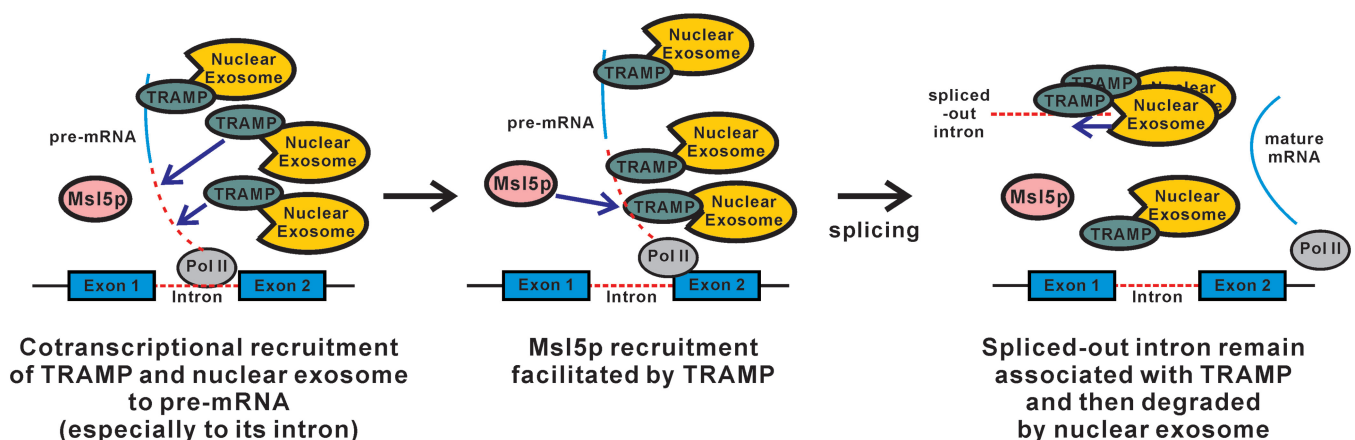 Nuclear
Exosome
TRAMP
TRAMP
pre-mRNA
Nuclear
Exosome
Msl5p
TRAMP
Nuclear
Exosome
Pol II
Exon 1
Intron
Exon 2
Cotranscriptional recruitment
of TRAMP and nuclear exosome
to pre-mRNA
(especially to its intron)
Nuclear
Exosome
TRAMP
pre-mRNA
Nuclear
Exosome
TRAMP
Msl5p
TRAMP
Nuclear
Exosome
Pol II
Exon 1
Intron
Exon 2
Msl5p recruitment
facilitated by TRAMP
splicing
TRAMP
Nuclear
TRAMP
Nuclear
Exosome
spliced
-out
intron
mature
mRNA
Msl5p
Nuclear
Exosome
TRAMP
Pol II
Exon 1
Intron
Exon 2
Spliced-out intron remain
associated with TRAMP
and then degraded
by nuclear exosome